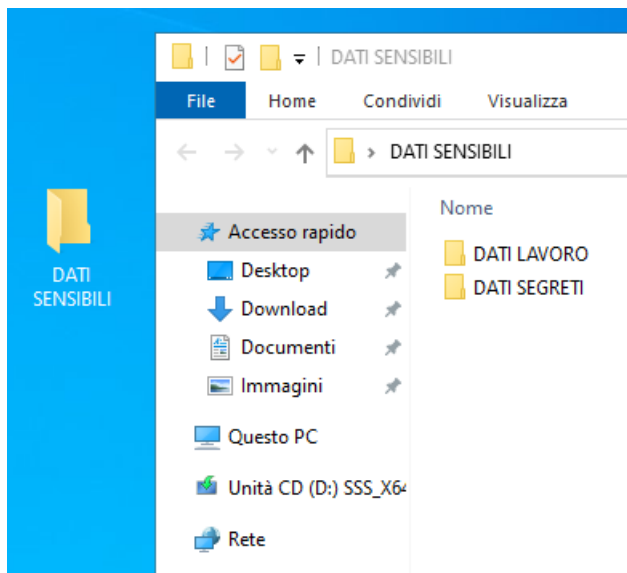 DATI SENSIBILI
File Home Condividi Visualizza
DATI SENSIBILI
DATI
SENSIBILI
Accesso rapido
Desktop
Download
Documenti
Immagini
Questo PC
Unità CD (D:) SSS_X64
Rete
Nome
DATI LAVORO
DATI SEGRETI